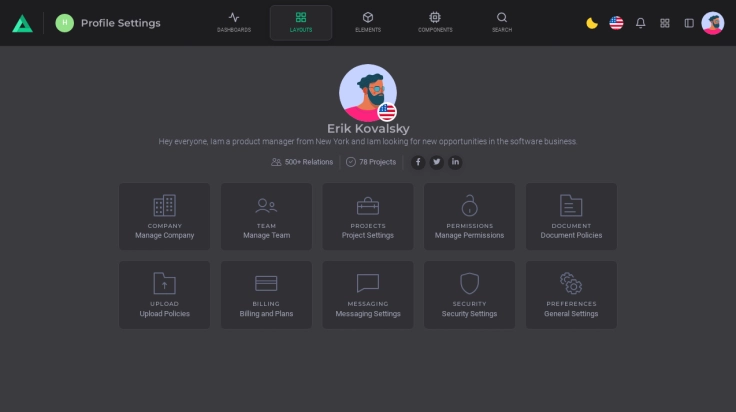 H
Profile Settings
DASHBOARDS
LAYOUTS
ELEMENTS
COMPONENTS
SEARCH
Erik Kovalsky
Hey everyone, Iam a product manager from New York and Iam looking for new opportunities in the software business.
500+ Relations
78 Projects
COMPANY
Manage Company
TEAM
Manage Team
PROJECTS
Project Settings
PERMISSIONS
Manage Permissions
DOCUMENT
Document Policies
UPLOAD
Upload Policies
BILLING
Billing and Plans
MESSAGING
Messaging Settings
SECURITY
Security Settings
PREFERENCES
General Settings